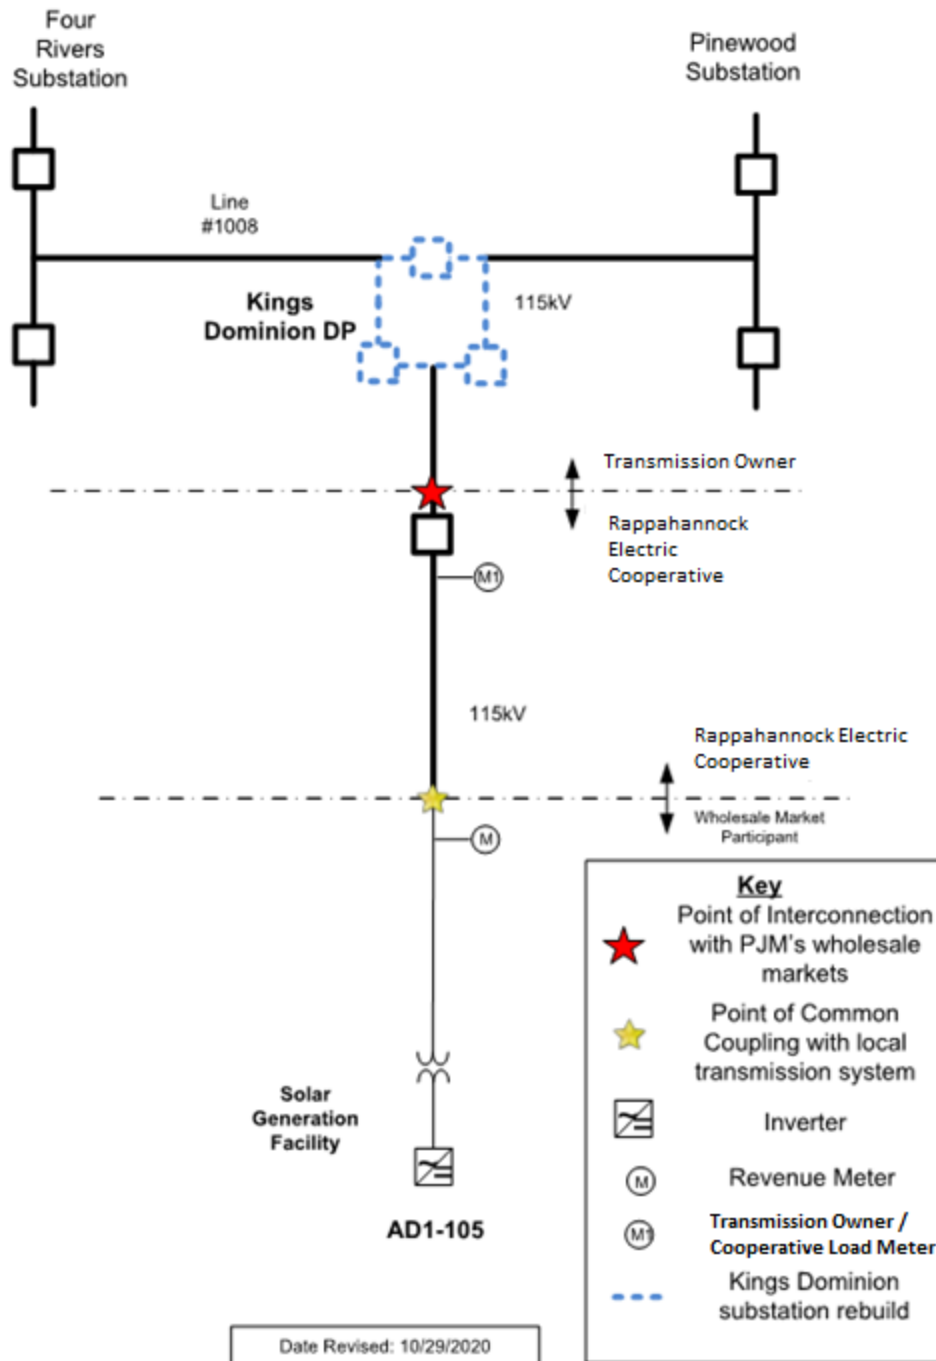 Four
Rivers
Substation
Pinewood
Substation
Line
#1008
Kings
Dominion DP
115kV
Transmission Owner
Rappahannock
Electric
Cooperative
M1
115kV
Rappahannock Electric
Cooperative
Wholesale Market
Participant
M
Key
Point of Interconnection
with PJM's wholesale
markets
Point of Common
Coupling with local
transmission system
Inverter
M
Revenue Meter
M1
Transmission Owner /
Cooperative Load Meter
Kings Dominion
substation rebuild
Solar
Generation
Facility
AD1-105
Date Revised: 10/29/2020